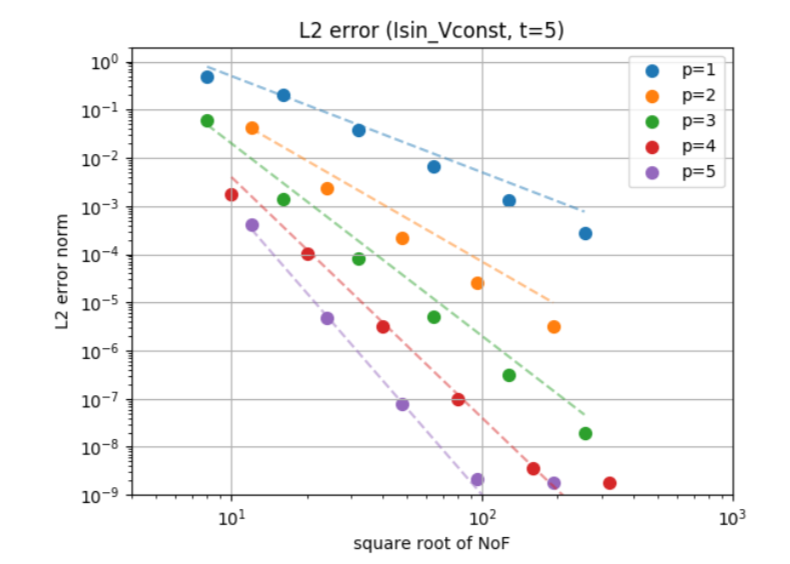 L2 error (Isin_Vconst, t=5)
10⁰
10⁻¹
10⁻²
10⁻³
10⁻⁴
10⁻⁵
10⁻⁶
10⁻⁷
10⁻⁸
10⁻⁹
L2 error norm
p=1
p=2
p=3
p=4
p=5
10¹ 10² 10³
square root of NoF